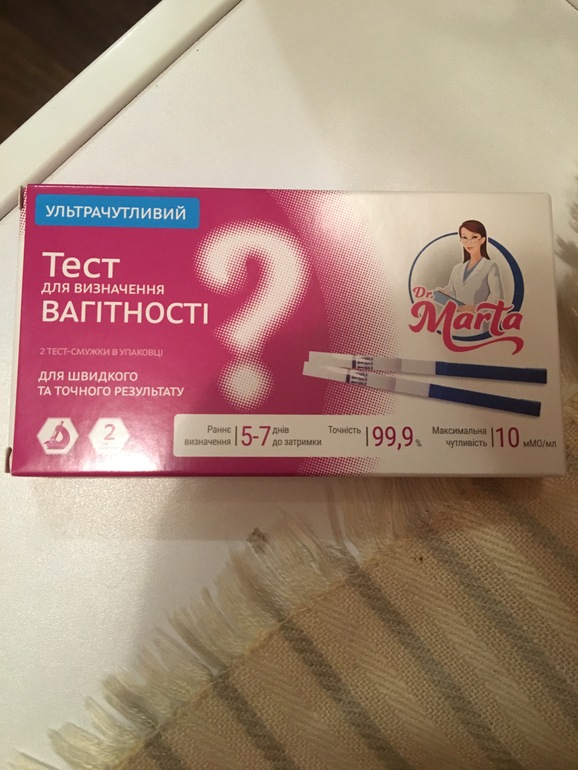 УЛЬТРАЧУТЛИВИЙ
Тест
ДЛЯ ВИЗНАЧЕННЯ
ВАГІТНОСТІ
2 ТЕСТ-СМУЖКИ В УПАКОВЦІ
ДЛЯ ШВИДКОГО
ТА ТОЧНОГО РЕЗУЛЬТАТУ
2
Dr.
Marta
Раннє визначення 5-7 днів до затримки
Точність 99,9 %
Максимальна чутливість 10 мМО/мл